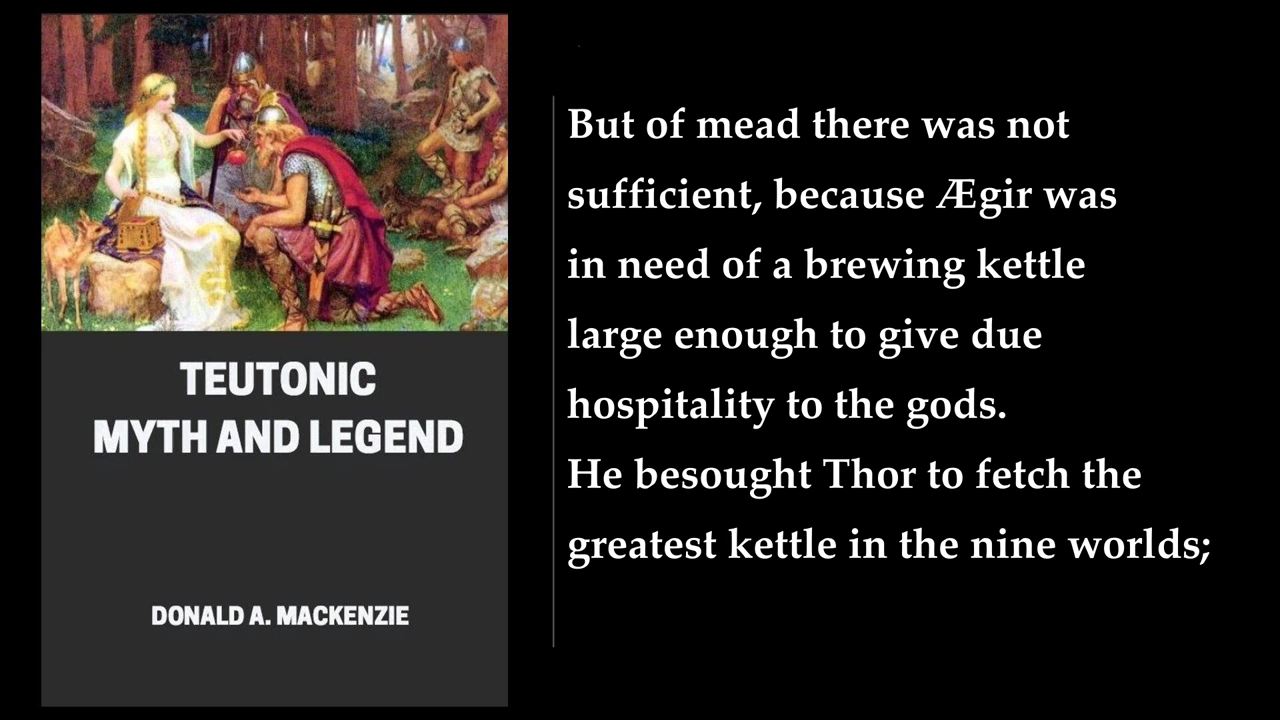 TEUTONIC
MYTH AND LEGEND
DONALD A. MACKENZIE
But of mead there was not
sufficient, because Ægir was
in need of a brewing kettle
large enough to give due
hospitality to the gods.
He besought Thor to fetch the
greatest kettle in the nine worlds;